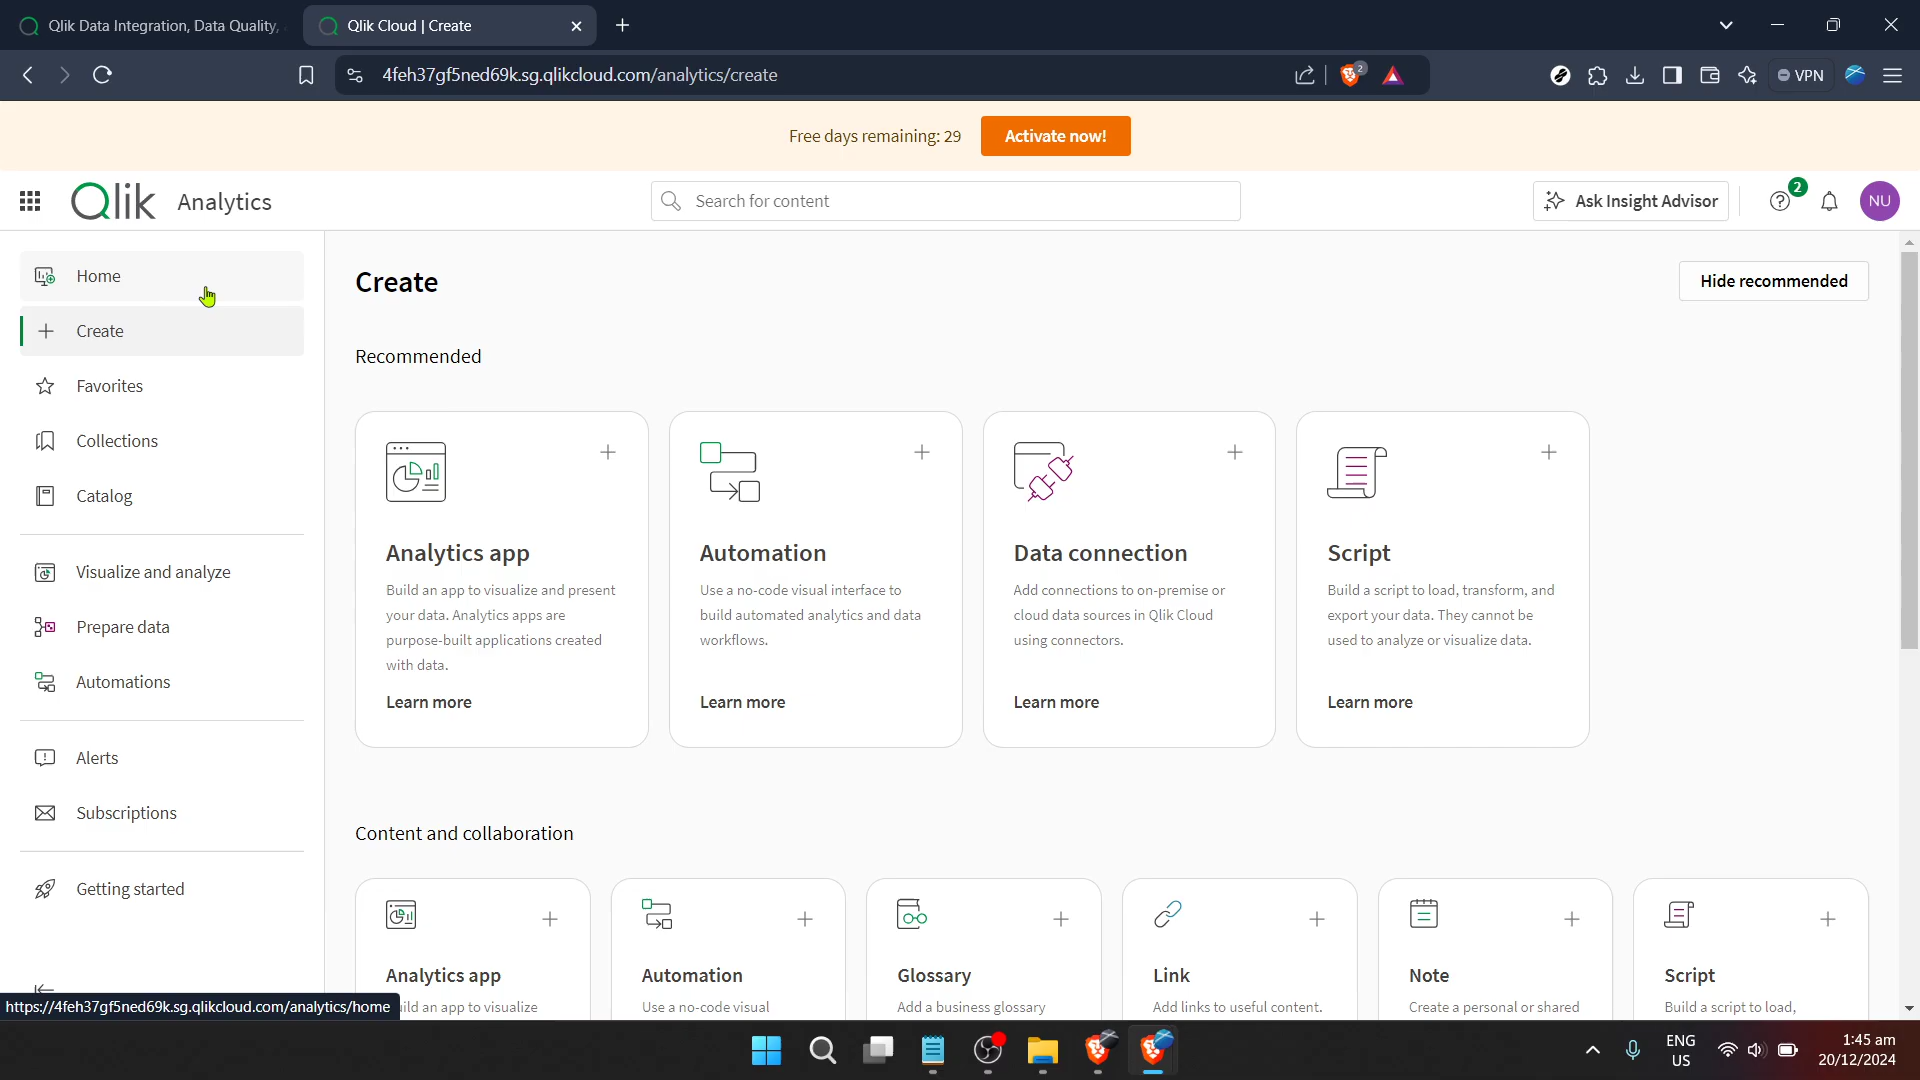 Qlik Data Integration, Data Quality,
Qlik Cloud | Create
4feh37gf5ned69k.sg.qlikcloud.com/analytics/create
2
VPN
Free days remaining: 29
Activate now!
Qlik Analytics
Search for content
Ask Insight Advisor
2
NU
Home
Create
Favorites
Collections
Catalog
Visualize and analyze
Prepare data
Automations
Alerts
Subscriptions
Getting started
https://4feh37gf5ned69k.sg.qlikcloud.com/analytics/home
Create
Hide recommended
Recommended
Analytics app
Build an app to visualize and present
your data. Analytics apps are
purpose-built applications created
with data.
Learn more
Automation
Use a no-code visual interface to
build automated analytics and data
workflows.
Learn more
Data connection
Add connections to on-premise or
cloud data sources in Qlik Cloud
using connectors.
Learn more
Script
Build a script to load, transform, and
export your data. They cannot be
used to analyze or visualize data.
Learn more
Content and collaboration
Analytics app
ild an app to visualize
Automation
Use a no-code visual
Glossary
Add a business glossary
Link
Add links to useful content.
Note
Create a personal or shared
Script
Build a script to load,
ENG
US
1:45 am
20/12/2024